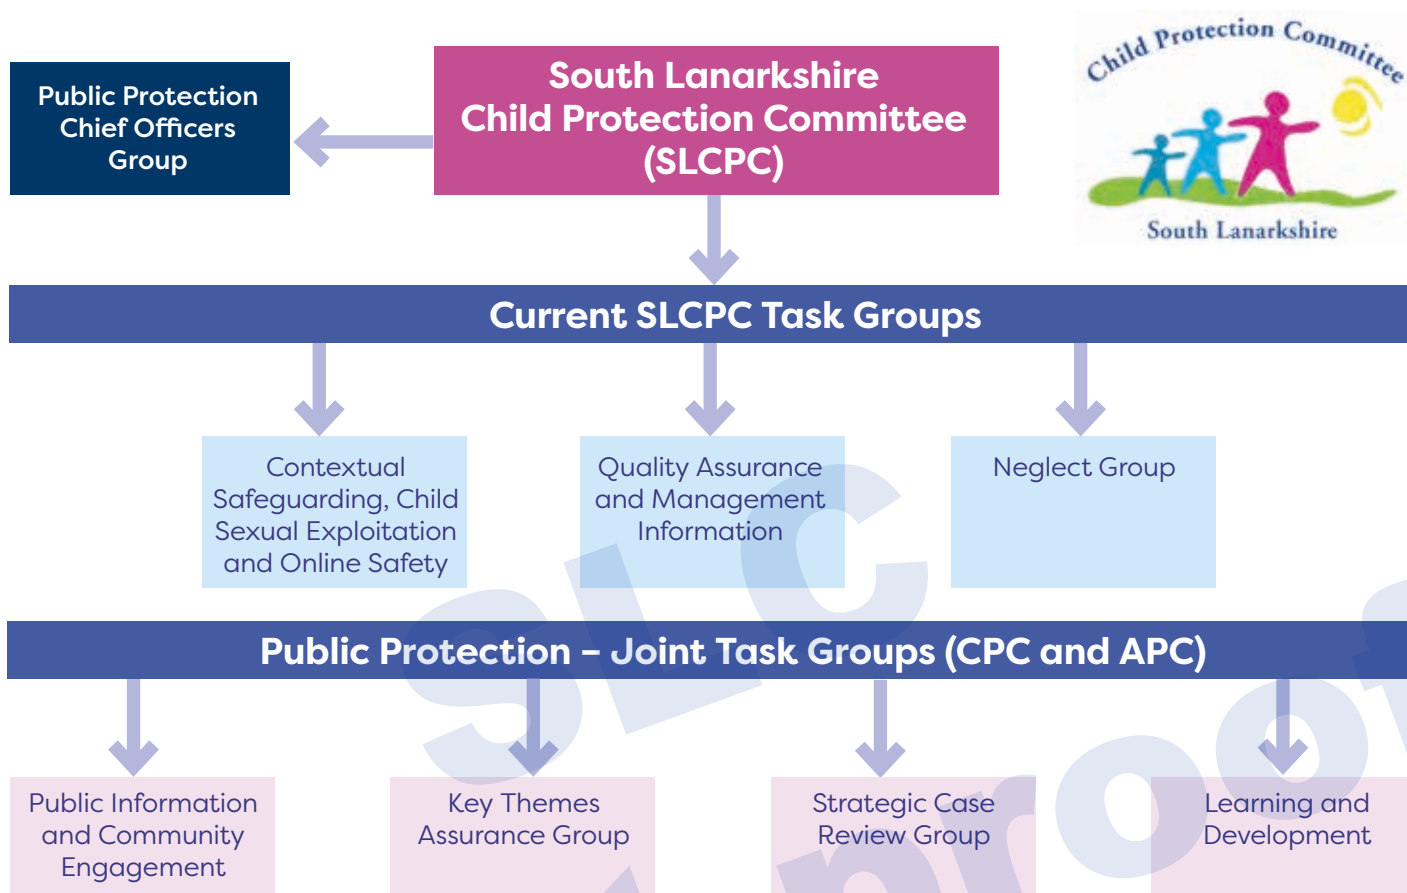 Public Protection
Chief Officers
Group
South Lanarkshire
Child Protection Committee
(SLCPC)
Child Protection Committee
South Lanarkshire
Current SLCPC Task Groups
Contextual
Safeguarding, Child
Sexual Exploitation
and Online Safety
Quality Assurance
and Management
Information
Neglect Group
Public Protection – Joint Task Groups (CPC and APC)
Public Information
and Community
Engagement
Key Themes
Assurance Group
Strategic Case
Review Group
Learning and
Development
SLC
proof